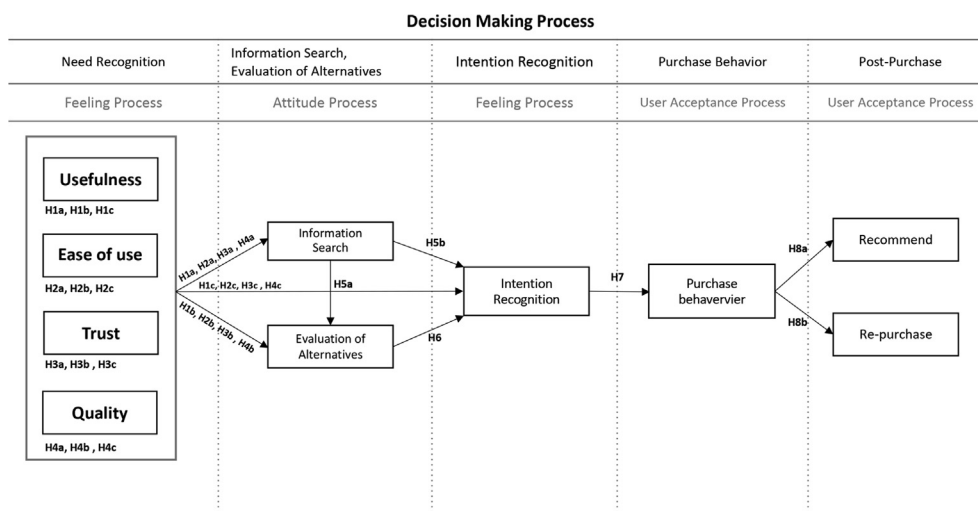 Decision Making Process
Need Recognition
Information Search,
Evaluation of Alternatives
Intention Recognition
Purchase Behavior
Post-Purchase
Feeling Process
Attitude Process
Feeling Process
User Acceptance Process
User Acceptance Process
Usefulness
H1a, H1b, H1c
Ease of use
H2a, H2b, H2c
Trust
H3a, H3b , H3c
Quality
H4a, H4b , H4c
H1a, H2a, H3a , H4a
H1c, H2c, H3c , H4c
H1b, H2b, H3b , H4b
Information
Search
H5a
Evaluation of
Alternatives
H5b
H6
Intention
Recognition
H7
Purchase
behavervier
H8a
H8b
Recommend
Re-purchase